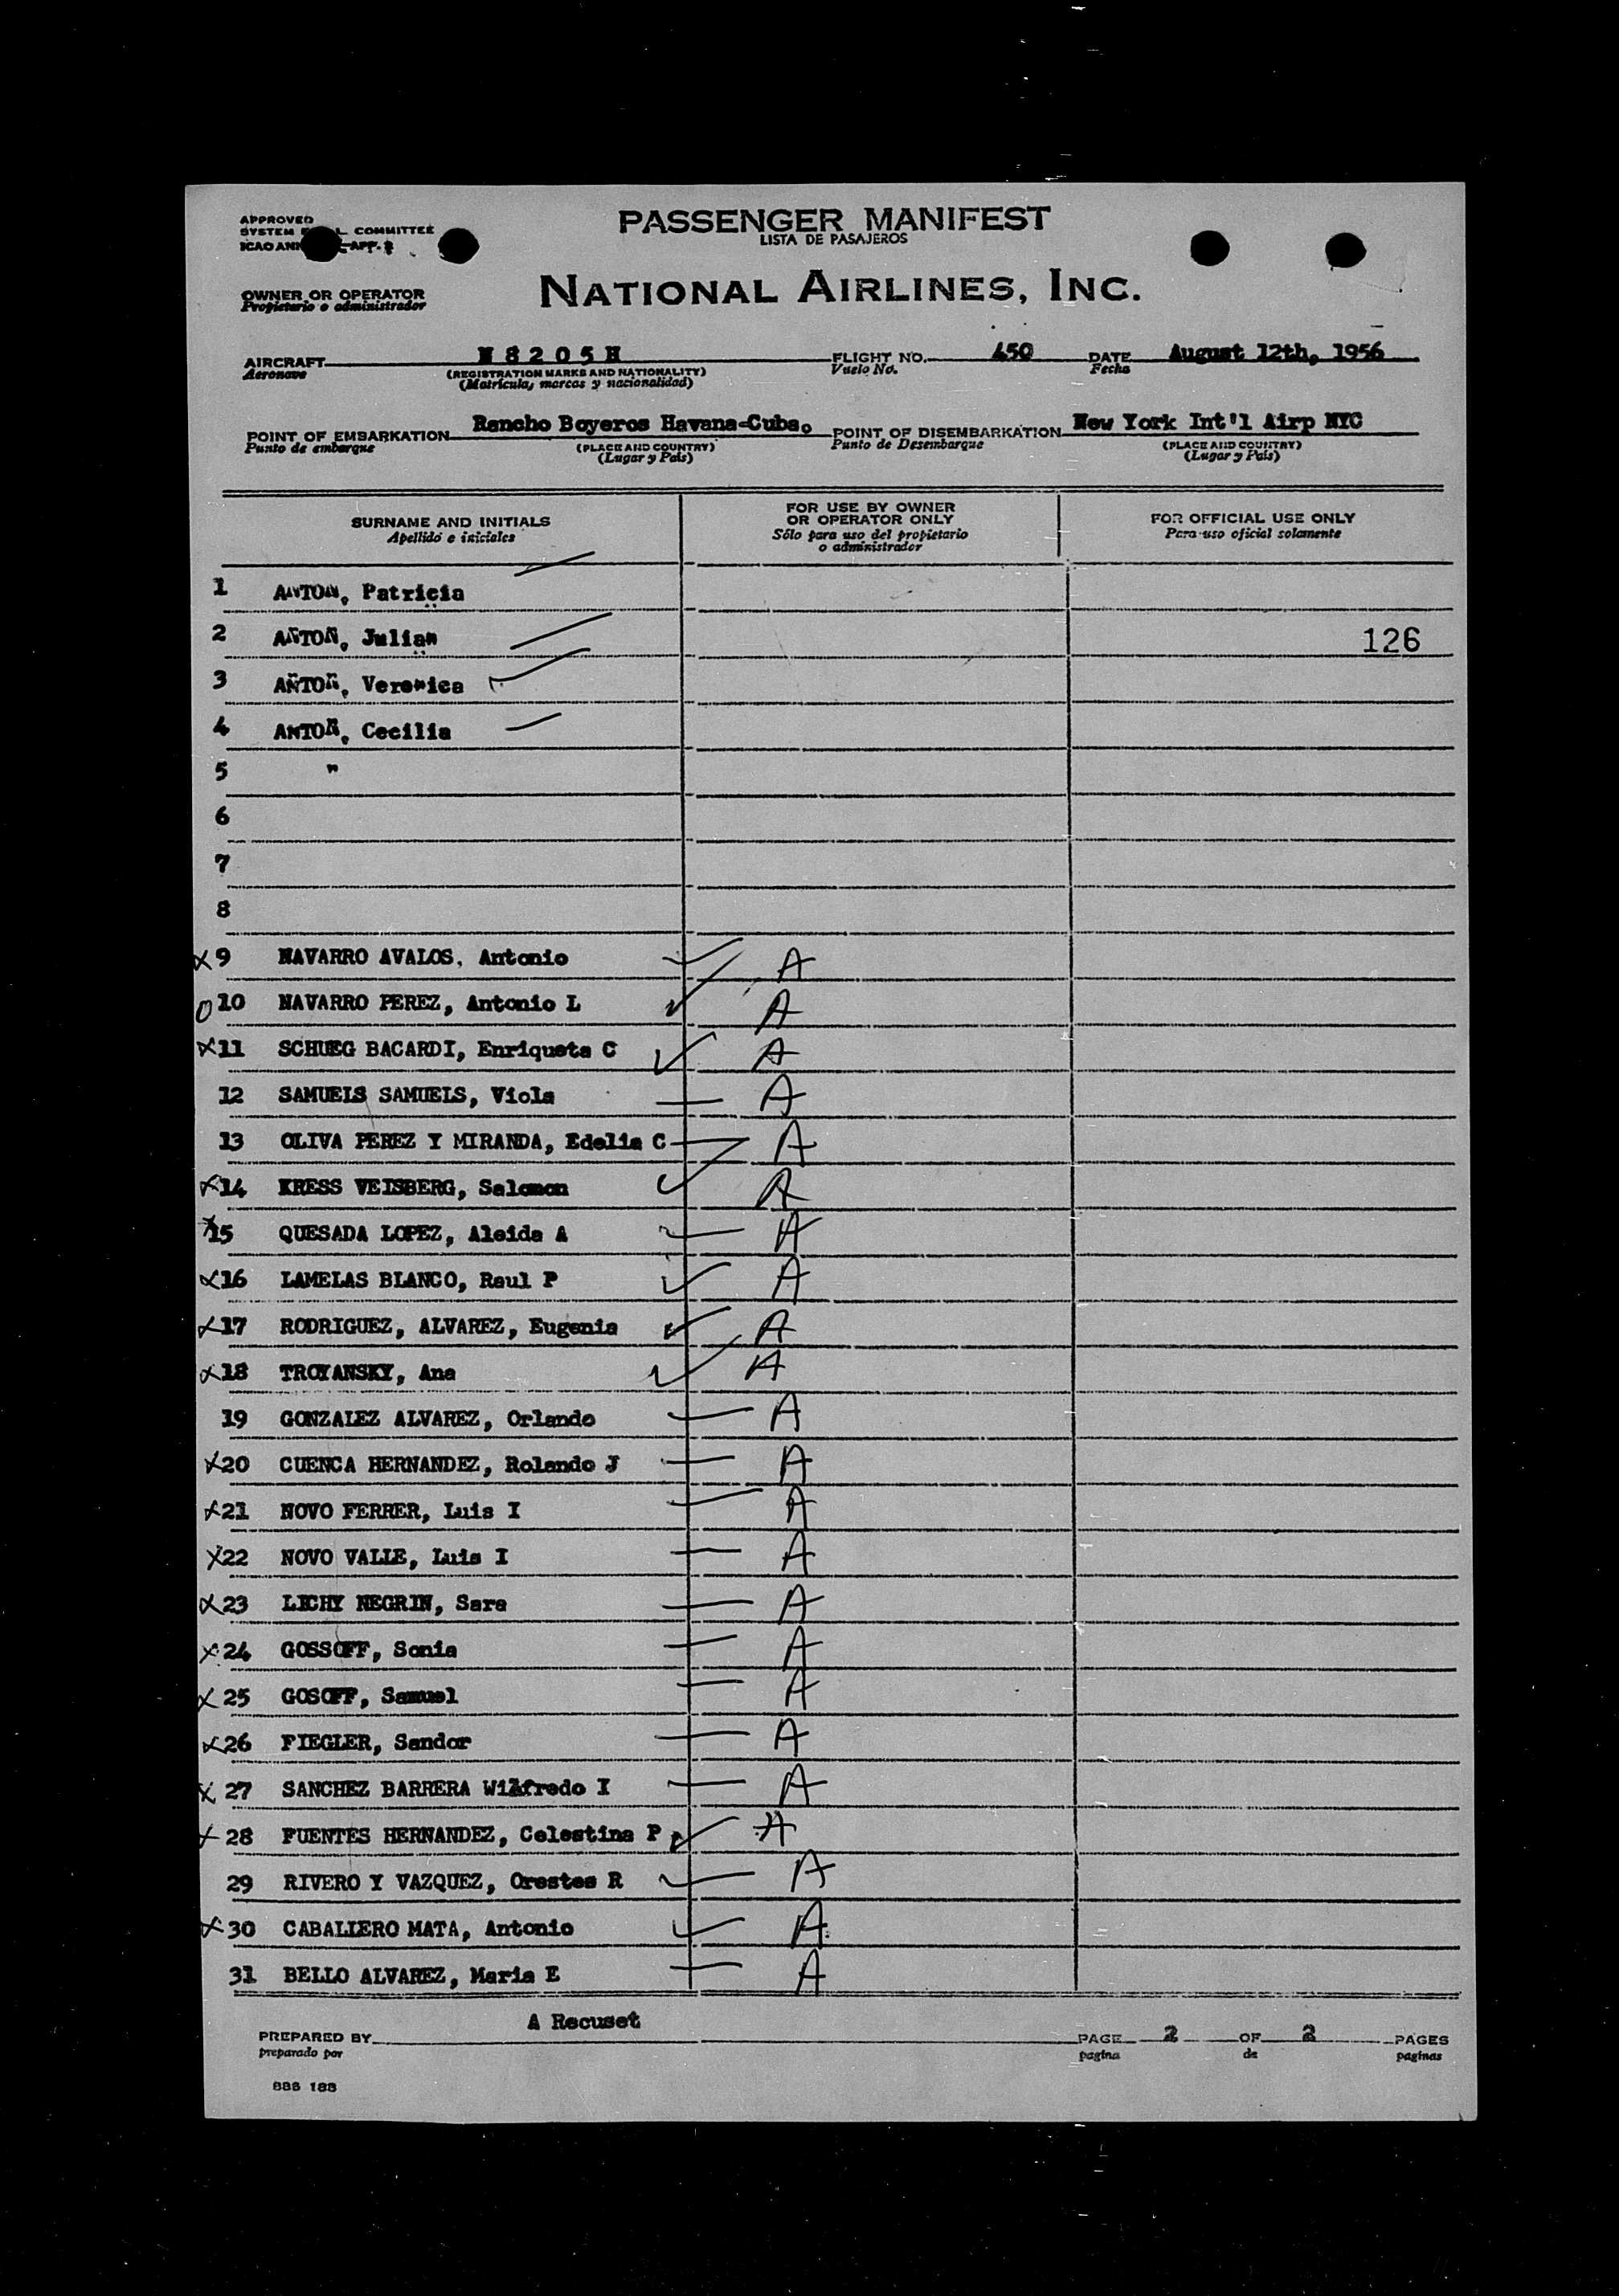 APPROVED
SYSTEM COMMITTEE
ICAO APP. 2
PASSENGER MANIFEST
LISTA DE PASAJEROS
OWNER OR OPERATOR
Propietario o administrador
NATIONAL AIRLINES, INC.
AIRCRAFT N 8 2 0 5 H FLIGHT NO. 450 DATE August 12th, 1956
Aeronave (REGISTRATION MARKS AND NATIONALITY) Vuelo No. Fecha
(Matricula, marcas y nacionalidad)
POINT OF EMBARKATION Rancho Boyeros Havana-Cuba. POINT OF DISEMBARKATION New York Int'l Airp NYC
Punto de embarque (PLACE AND COUNTRY) Punto de Desembarque (PLACE AND COUNTRY)
(Lugar y País) (Lugar y País)
SURNAME AND INITIALS
Apellido e iniciales
FOR USE BY OWNER
OR OPERATOR ONLY
Sólo para uso del propietario
o administrador
FOR OFFICIAL USE ONLY
Para uso oficial solamente
1 ANTON, Patricia
2 AÑTOÑ, Julian 126
3 AÑTOÑ, Veronica
4 ANTOÑ, Cecilia
5 "
6
7
8
X 9 NAVARRO AVALOS, Antonio A
O 10 NAVARRO PEREZ, Antonio L A
X 11 SCHUEG BACARDI, Enriqueta C A
12 SAMUELS SAMUELS, Viola A
13 OLIVA PEREZ Y MIRANDA, Edelia C A
X 14 KRESS VEISBERG, Salomon A
X 15 QUESADA LOPEZ, Aleida A A
X 16 LAMELAS BLANCO, Raul P A
X 17 RODRIGUEZ, ALVAREZ, Eugenia A
X 18 TROYANSKY, Ana A
19 GONZALEZ ALVAREZ, Orlando A
X 20 CUENCA HERNANDEZ, Rolando J A
X 21 NOVO FERRER, Luis I A
X 22 NOVO VALLE, Luis I A
X 23 LICHY NEGRIN, Sara A
X 24 GOSSOFF, Sonia A
X 25 GOSOFF, Samuel A
X 26 FIEGLER, Sandor A
X 27 SANCHEZ BARRERA Wilfredo I A
X 28 FUENTES HERNANDEZ, Celestina P A
29 RIVERO Y VAZQUEZ, Orestes R A
X 30 CABALLERO MATA, Antonio A
31 BELLO ALVAREZ, Maria E A
A Recuset
PREPARED BY PAGE 2 OF 2 PAGES
preparado por pagina de paginas
888 188